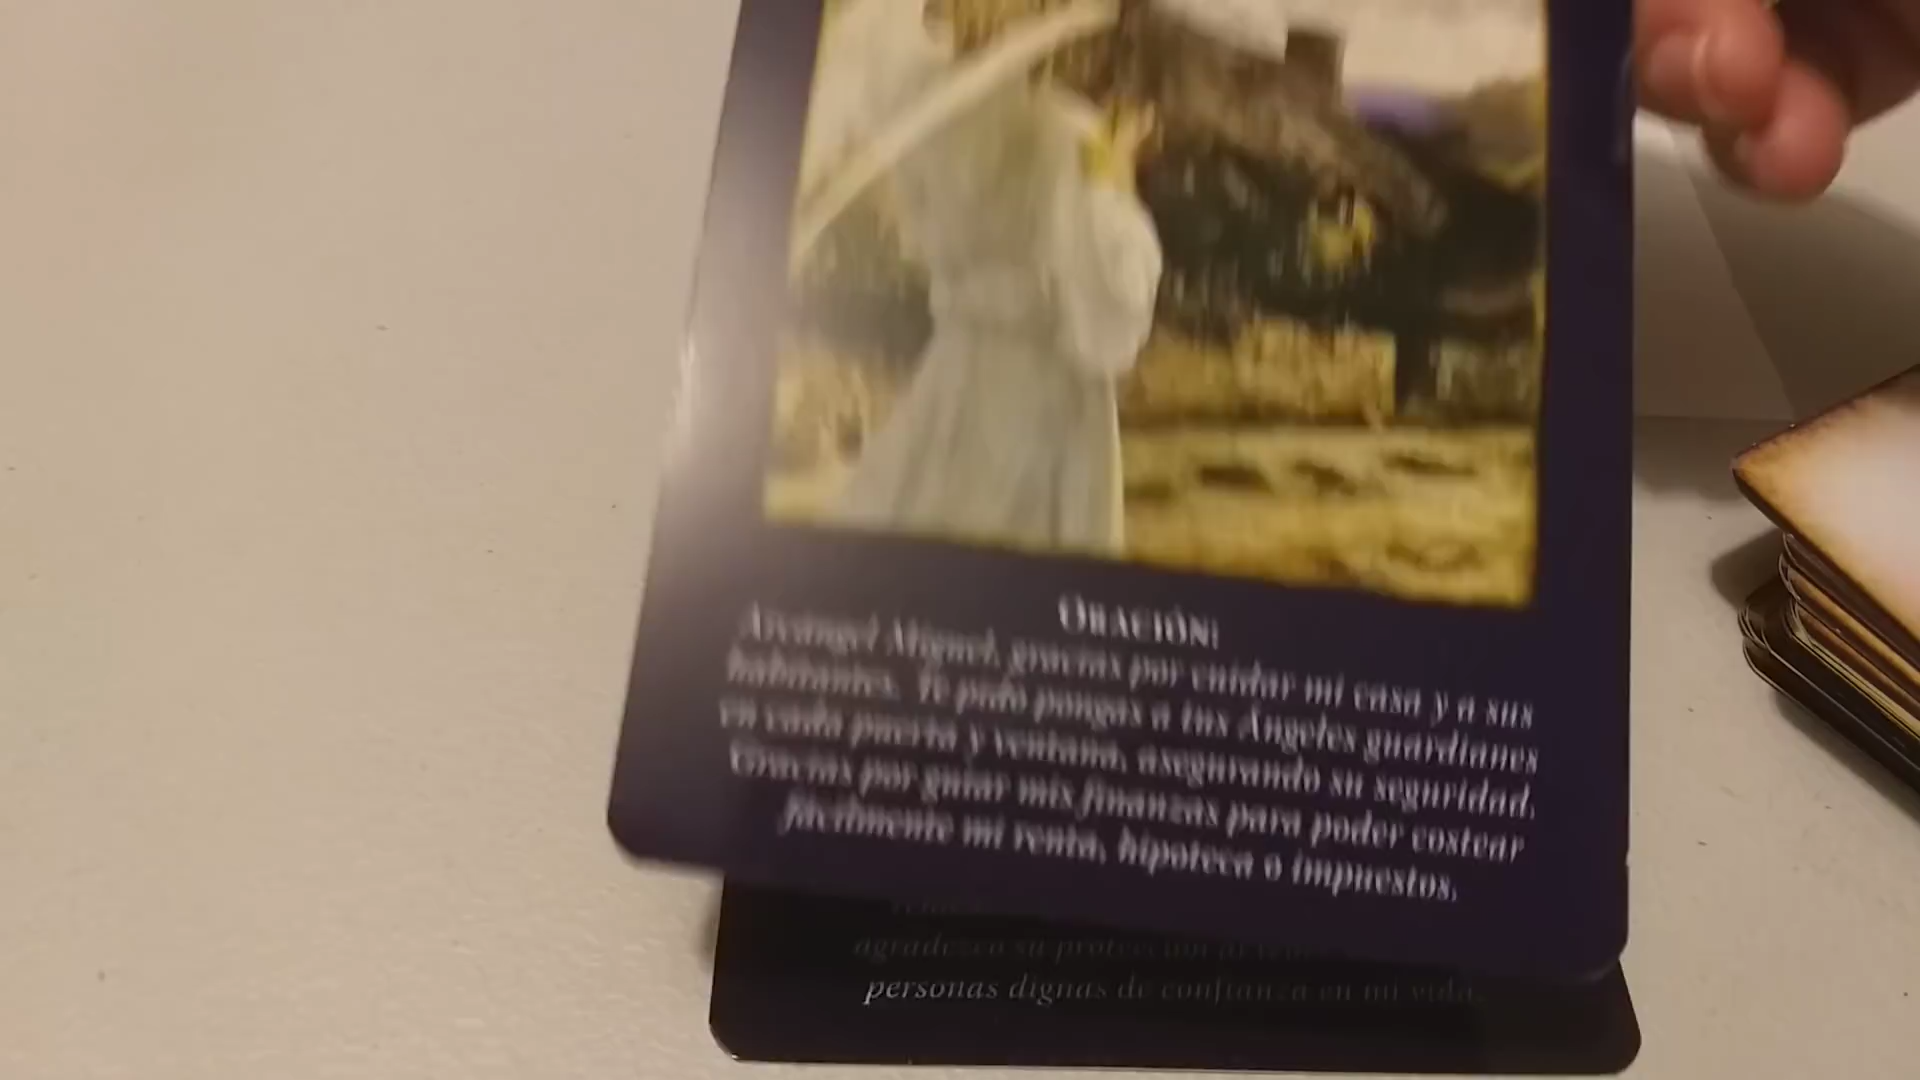 Oración:
Arcángel Miguel, gracias por cuidar mi casa y a sus
habitantes. Te pido pongas a tus Ángeles guardianes
en cada puerta y ventana, asegurando su seguridad.
Gracias por guiar mis finanzas para poder costear
fácilmente mi renta, hipoteca o impuestos.
agradezco su protección al
personas dignas de confianza en mi vida.